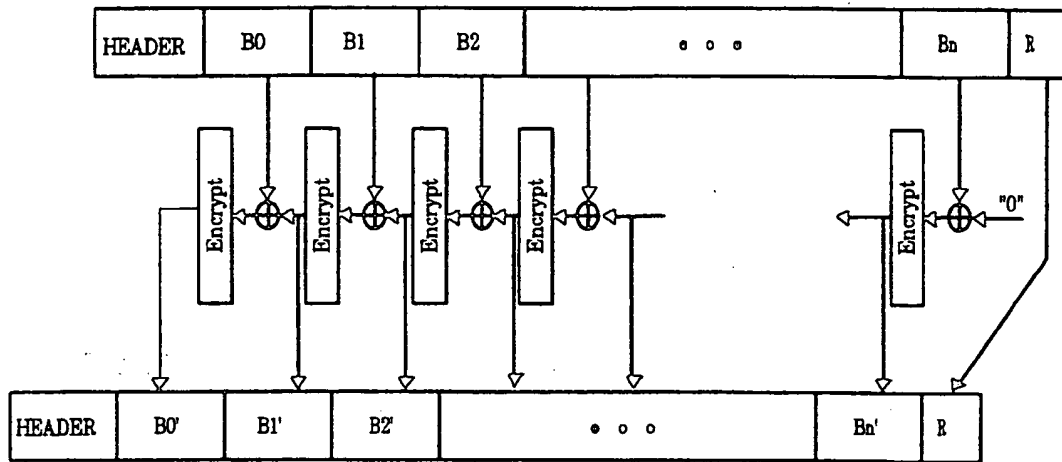 HEADER B0 B1 B2 Bn R
Encrypt Encrypt Encrypt Encrypt Encrypt "0"
HEADER B0' B1' B2' Bn' R